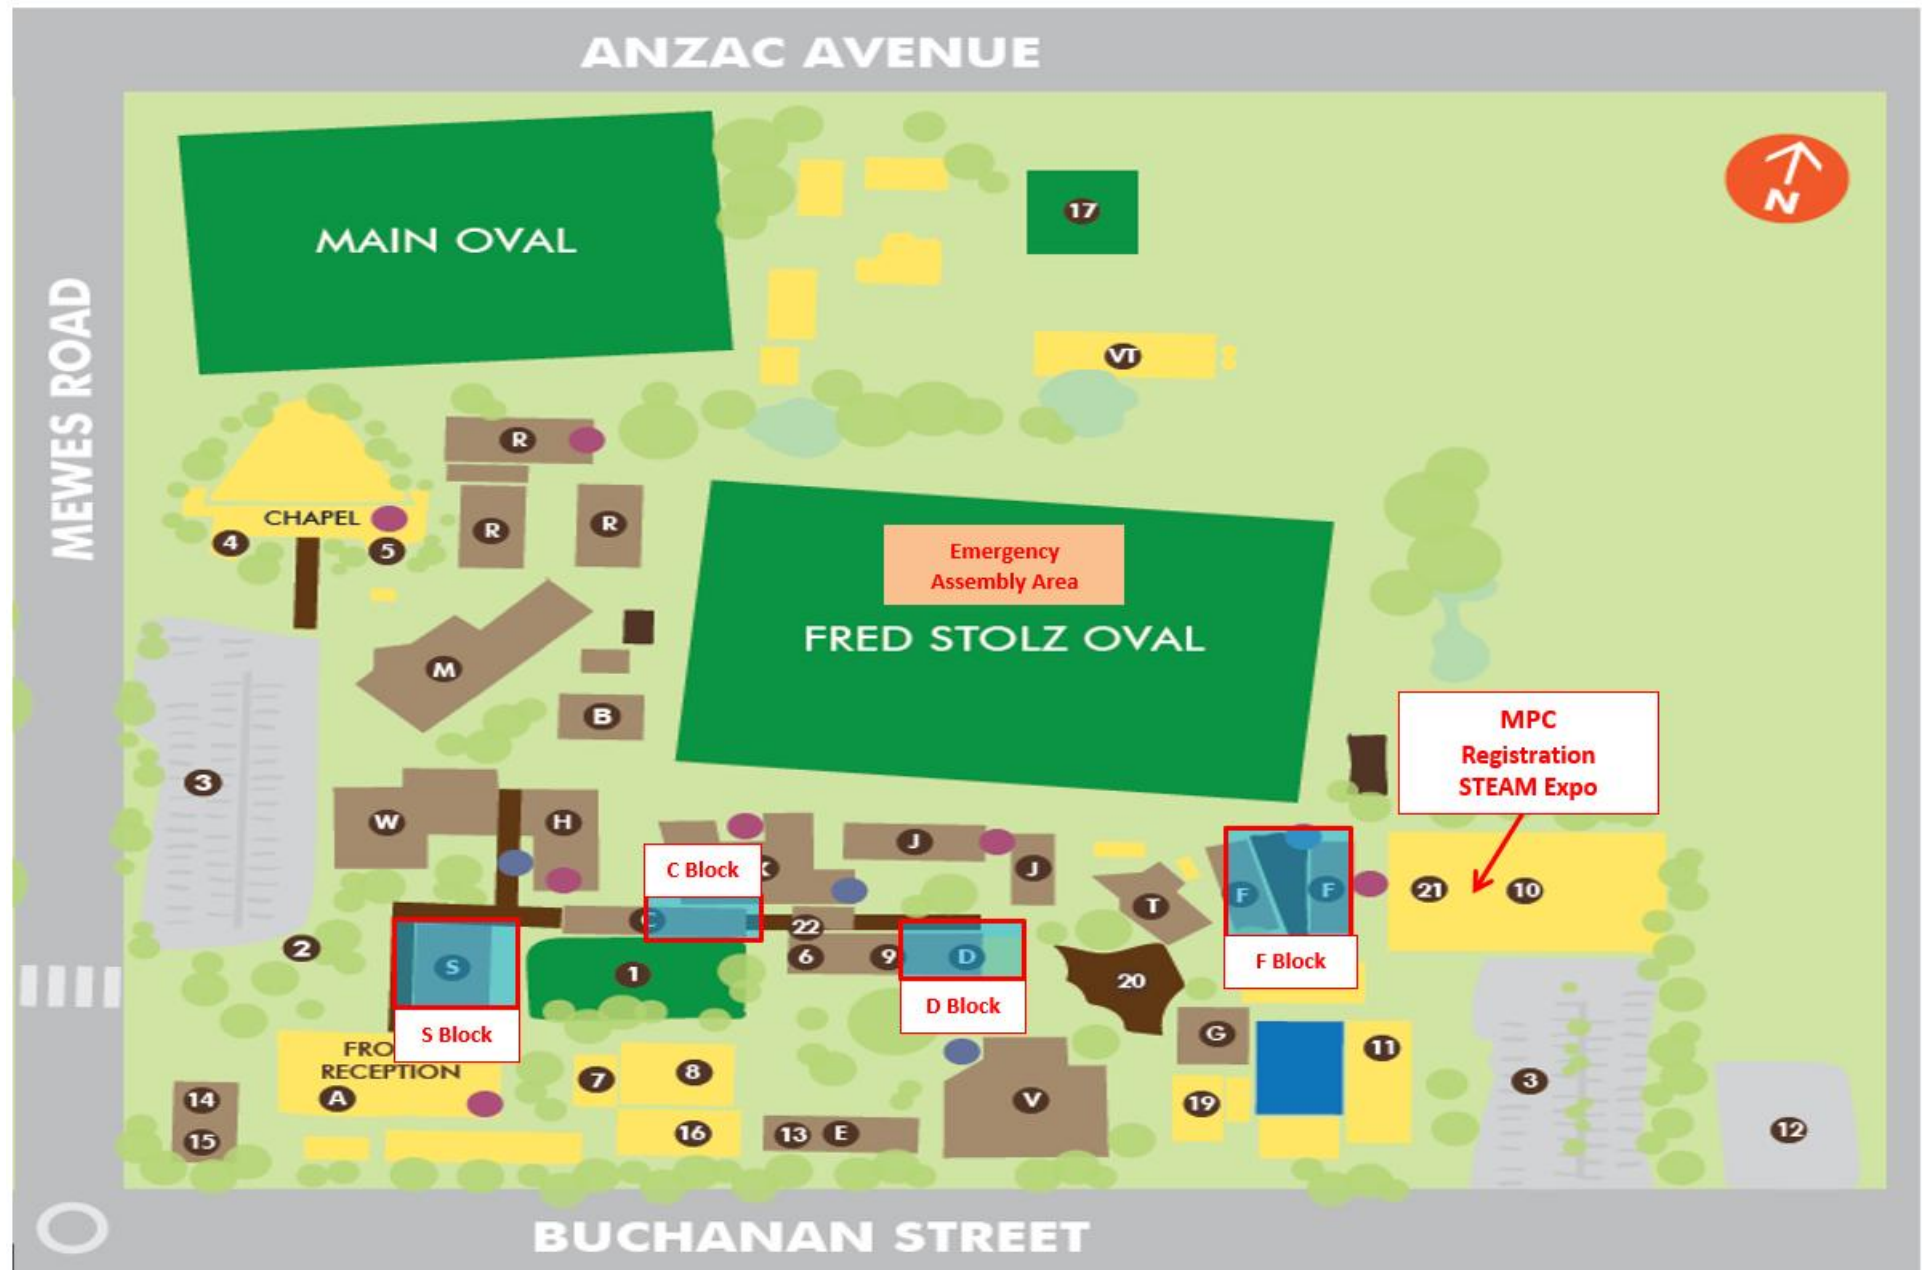 ANZAC AVENUE
MAIN OVAL
17
N
MEWES ROAD
VT
R
CHAPEL
R
R
4
5
Emergency
Assembly Area
FRED STOLZ OVAL
M
B
MPC
Registration
STEAM Expo
3
W
H
J
C Block
K
J
21
10
F
F
T
C
22
2
S
1
6
9
D
F Block
20
D Block
S Block
G
FRO
RECEPTION
11
7
8
3
A
14
V
19
15
16
13
E
12
BUCHANAN STREET